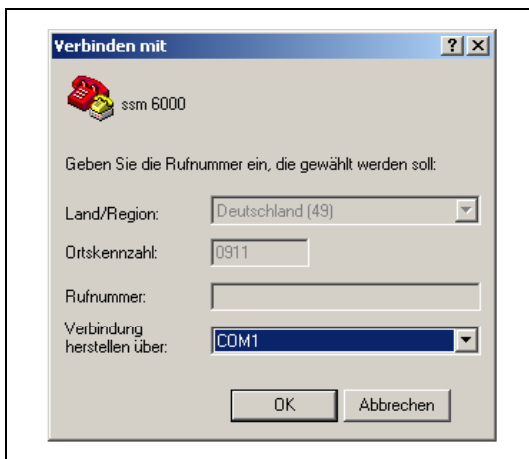 Verbinden mit
ssm 6000
Geben Sie die Rufnummer ein, die gewählt werden soll:
Land/Region: Deutschland (49)
Ortskennzahl: 0911
Rufnummer:
Verbindung
herstellen über: COM1
OK Abbrechen